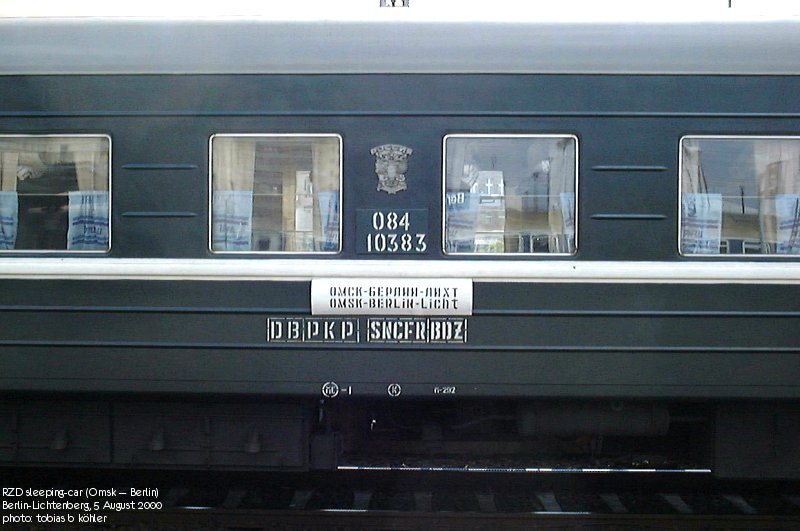 084
10383
ОМСК-БЕРЛИН-ЛИХТ
OMSK-BERLIN-Licht
DB PKP SNCFR BDZ
RZD sleeping-car (Omsk — Berlin)
Berlin-Lichtenberg, 5 August 2000
photo: tobias b köhler